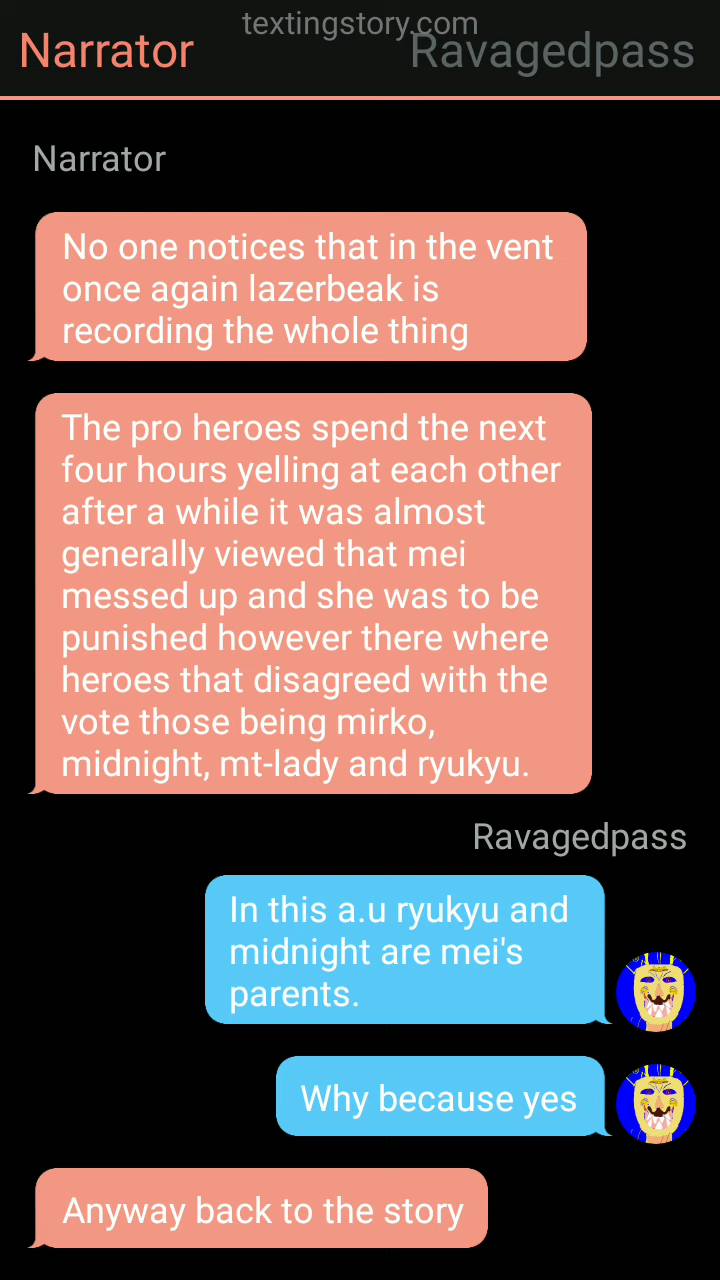 textingstory.com
Narrator
Ravagedpass
Narrator
No one notices that in the vent
once again lazerbeak is
recording the whole thing
The pro heroes spend the next
four hours yelling at each other
after a while it was almost
generally viewed that mei
messed up and she was to be
punished however there where
heroes that disagreed with the
vote those being mirko,
midnight, mt-lady and ryukyu.
Ravagedpass
In this a.u ryukyu and
midnight are mei's
parents.
Why because yes
Anyway back to the story